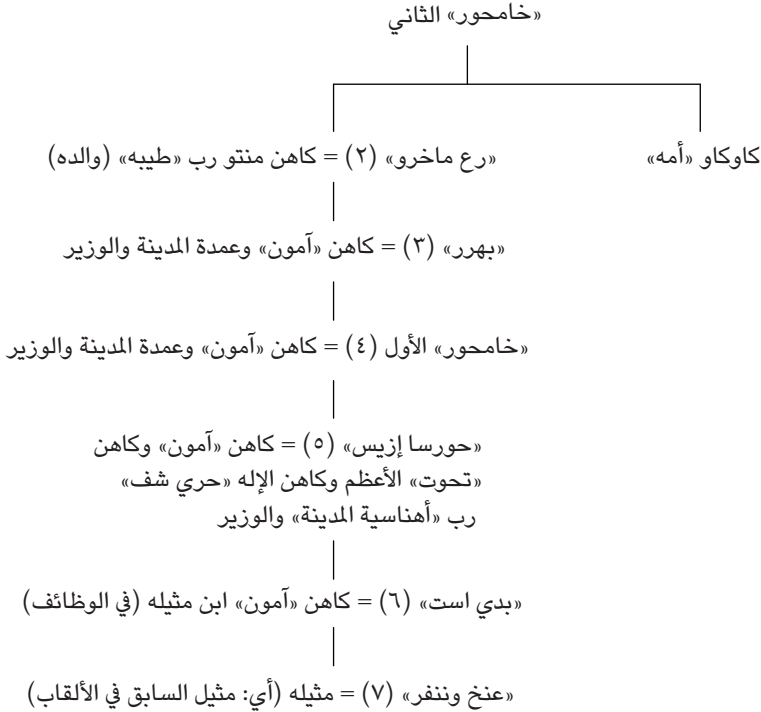 «خامحور» الثاني
«رع ماخرو» (٢) = كاهن منتو رب «طيبه» (والده)
كاوكاو «أمه»
«بهرر» (٣) = كاهن «آمون» وعمدة المدينة والوزير
«خامحور» الأول (٤) = كاهن «آمون» وعمدة المدينة والوزير
«حورسا إزيس» (٥) = كاهن «آمون» وكاهن
«تحوت» الأعظم وكاهن الإله «حري شف»
رب «أهناسية المدينة» والوزير
«بدي است» (٦) = كاهن «آمون» ابن مثيله (في الوظائف)
«عنخ وننفر» (٧) = مثيله (أي: مثيل السابق في الألقاب)